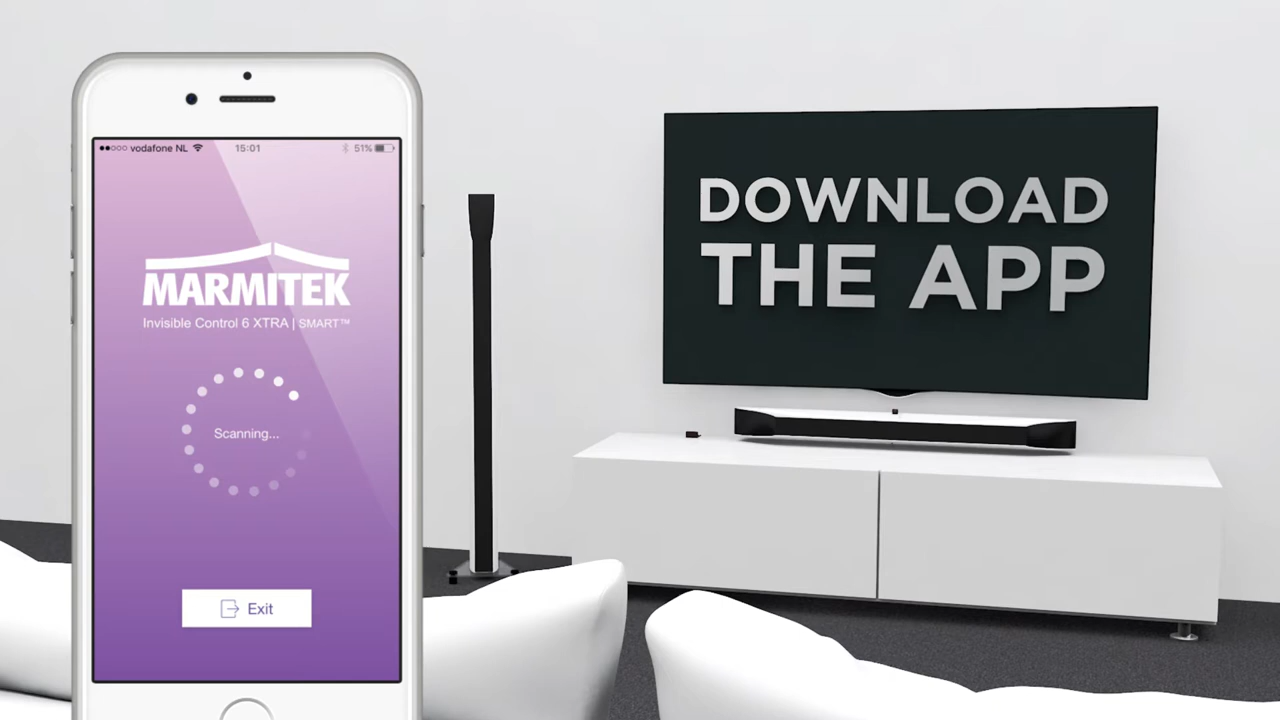 vodafone NL
15:01
51%
MARMITEK
Invisible Control 6 XTRA | SMART™
Scanning...
Exit
DOWNLOAD
THE APP